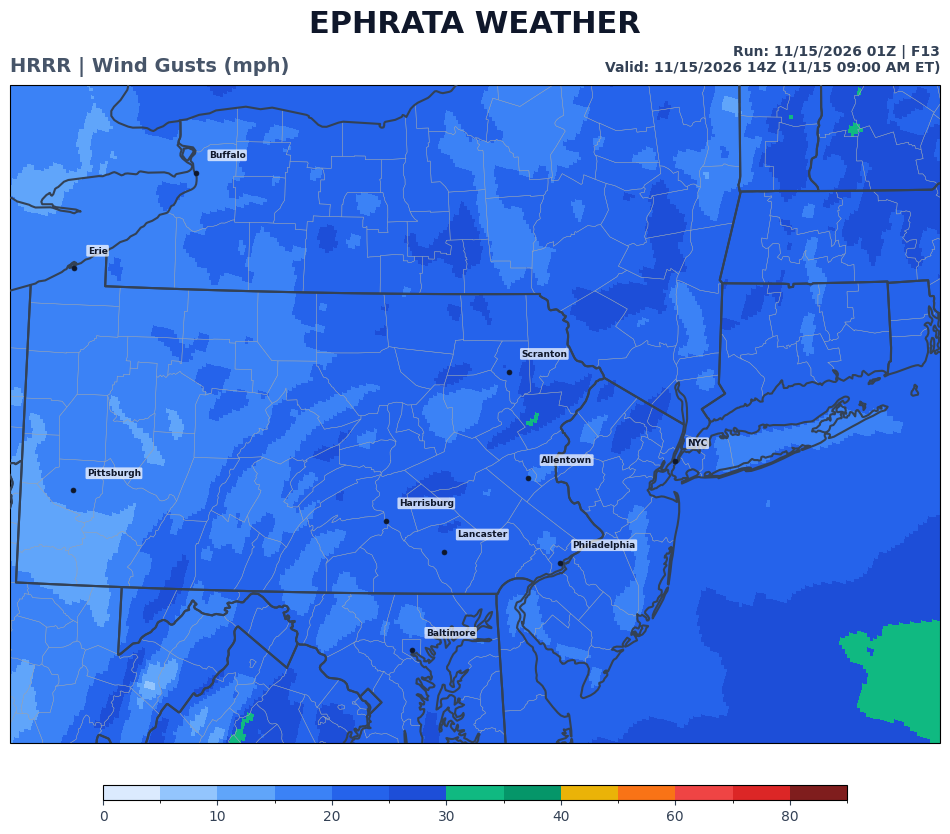 EPHRATA WEATHER
HRRR | Wind Gusts (mph)
Run: 11/15/2026 01Z | F13
Valid: 11/15/2026 14Z (11/15 09:00 AM ET)
Buffalo
Erie
Scranton
NYC
Allentown
Pittsburgh
Harrisburg
Lancaster
Philadelphia
Baltimore
0 10 20 30 40 50 60 70 80